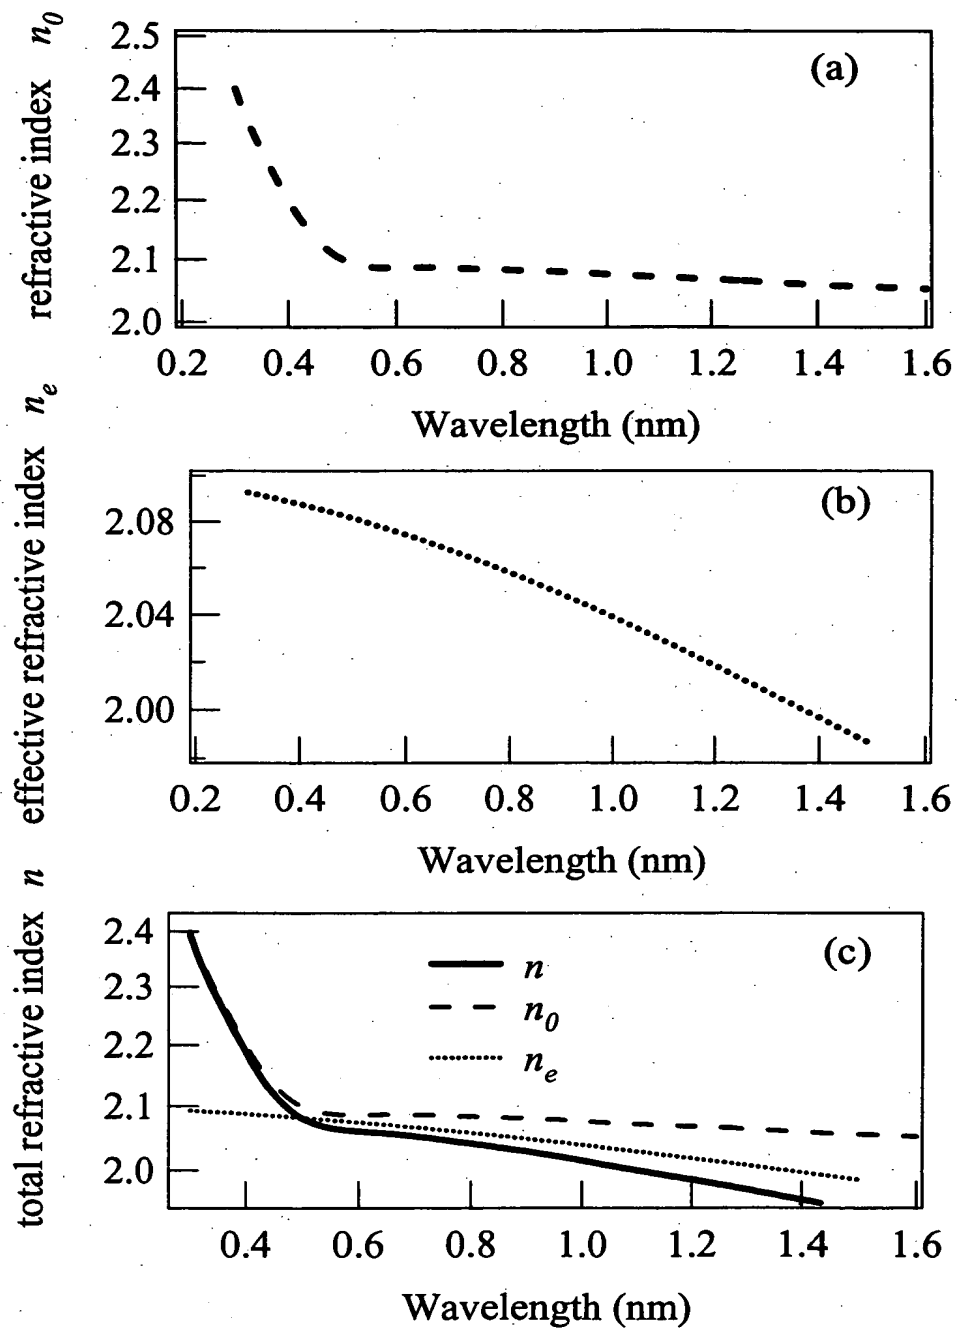 refractive index n0
2.5
2.4
2.3
2.2
2.1
2.0
(a)
0.2 0.4 0.6 0.8 1.0 1.2 1.4 1.6
Wavelength (nm)
effective refractive index ne
2.08
2.04
2.00
(b)
0.2 0.4 0.6 0.8 1.0 1.2 1.4 1.6
Wavelength (nm)
total refractive index n
2.4
2.3
2.2
2.1
2.0
(c)
n
n0
ne
0.4 0.6 0.8 1.0 1.2 1.4 1.6
Wavelength (nm)